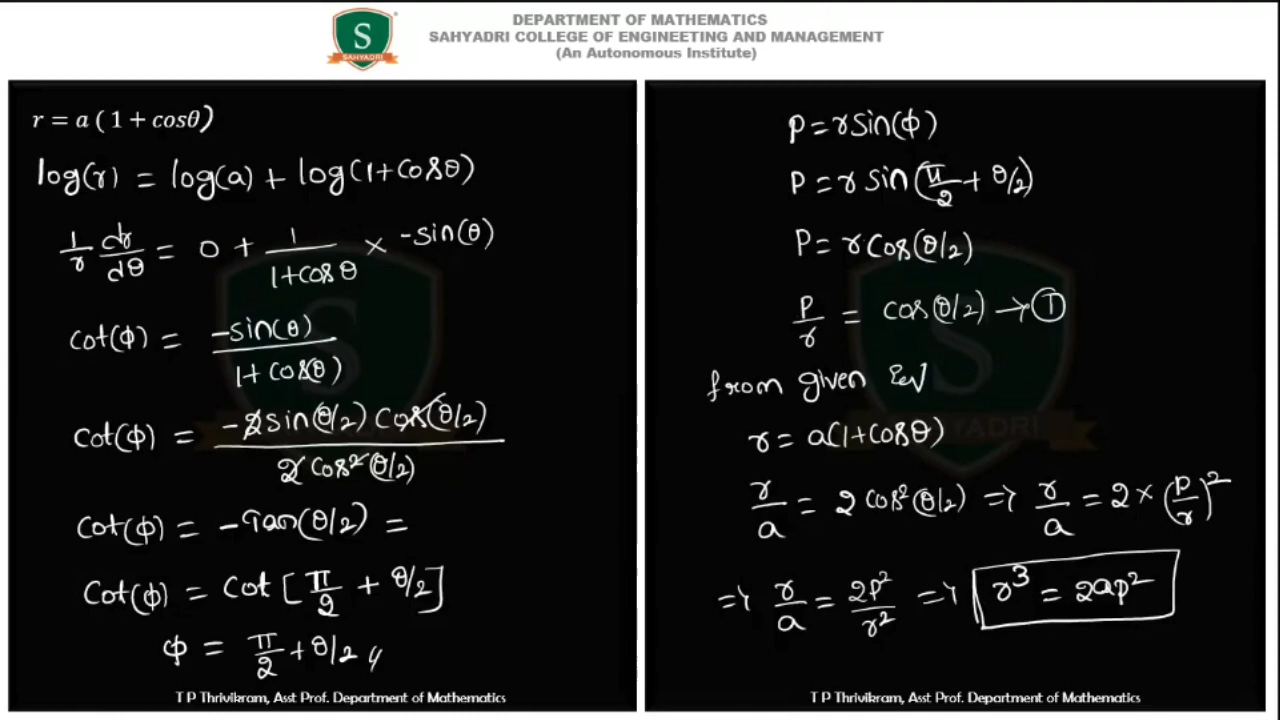 DEPARTMENT OF MATHEMATICS
SAHYADRI COLLEGE OF ENGINEETING AND MANAGEMENT
(An Autonomous Institute)
S
SAHYADRI
r = a ( 1 + cosθ)
log(r) = log(a) + log(1+cosθ)
1/r dr/dθ = 0 + 1/(1+cosθ) × -sin(θ)
cot(φ) = -sin(θ)/(1+cos(θ))
cot(φ) = -2sin(θ/2) cos(θ/2)/(2cos²(θ/2))
cot(φ) = -Tan(θ/2) =
cot(φ) = cot[π/2 + θ/2]
φ = π/2 + θ/2 //
T P Thrivikram, Asst Prof. Department of Mathematics
P = r sin(φ)
P = r sin(π/2 + θ/2)
P = r cos(θ/2)
P/r = cos(θ/2) → ①
from given
r = a(1+cosθ)
r/a = 2 cos²(θ/2) ⇒ r/a = 2 × (P/r)²
⇒ r/a = 2P²/r² ⇒ r³ = 2ap²
T P Thrivikram, Asst Prof. Department of Mathematics